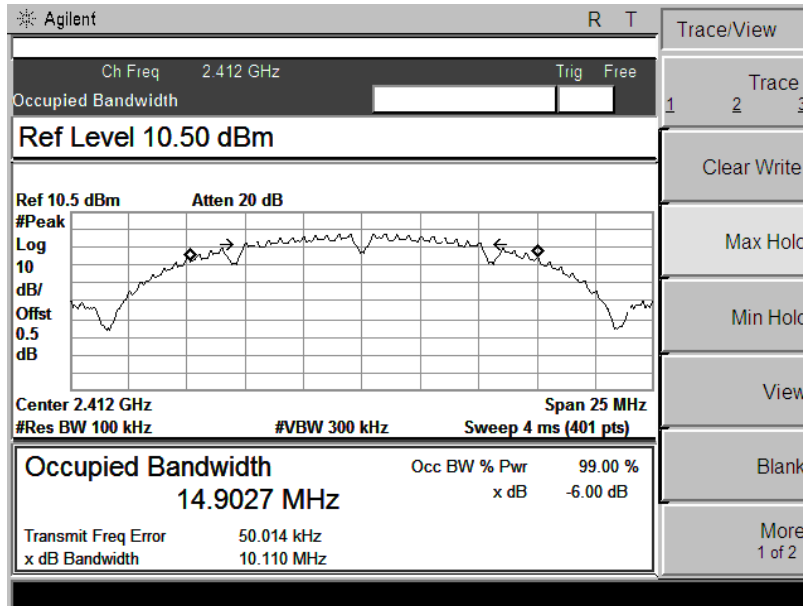 Agilent R T
Trace/View
Ch Freq 2.412 GHz Trig Free
Occupied Bandwidth
Trace
1 2 3
Ref Level 10.50 dBm
Clear Write
Ref 10.5 dBm Atten 20 dB
#Peak
Log
10
dB/
Offst
0.5
dB
Max Hold
Min Hold
View
Center 2.412 GHz Span 25 MHz
#Res BW 100 kHz #VBW 300 kHz Sweep 4 ms (401 pts)
Occupied Bandwidth
14.9027 MHz
Occ BW % Pwr 99.00 %
x dB -6.00 dB
Transmit Freq Error 50.014 kHz
x dB Bandwidth 10.110 MHz
Blank
More
1 of 2